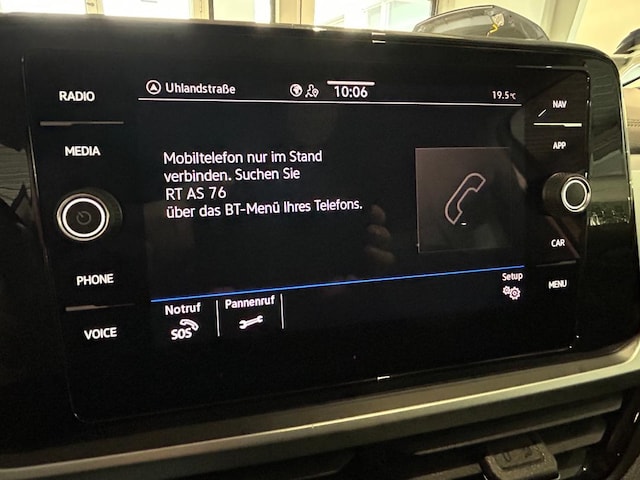 RADIO
MEDIA
PHONE
VOICE
Uhlandstraße
10:06
19.5°C
Mobiltelefon nur im Stand
verbinden. Suchen Sie
RT AS 76
über das BT-Menü Ihres Telefons.
Notruf
SOS
Pannenruf
Setup
NAV
APP
CAR
MENU